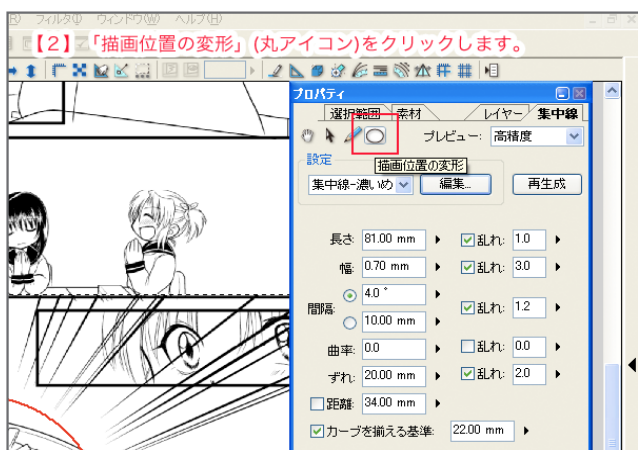 フィルタ(I) ウィンドウ(W) ヘルプ(H)
【2】「描画位置の変形」(丸アイコン)をクリックします。
プロパティ
選択範囲 素材 レイヤー 集中線
プレビュー: 高精度
設定
描画位置の変形
集中線-濃いめ 編集... 再生成
長さ: 81.00 mm 乱れ: 1.0
幅: 0.70 mm 乱れ: 3.0
間隔: 4.0 ° 乱れ: 1.2
10.00 mm
曲率: 0.0 乱れ: 0.0
ずれ: 20.00 mm 乱れ: 2.0
距離: 34.00 mm
カーブを揃える基準: 22.00 mm